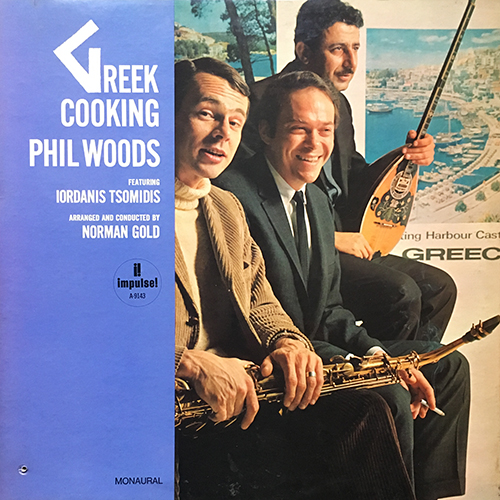 GREEK
COOKING
PHIL WOODS
FEATURING
IORDANIS TSOMIDIS
ARRANGED AND CONDUCTED BY
NORMAN GOLD
impulse!
A-9143
MONAURAL
ing Harbour Cast
GREEC